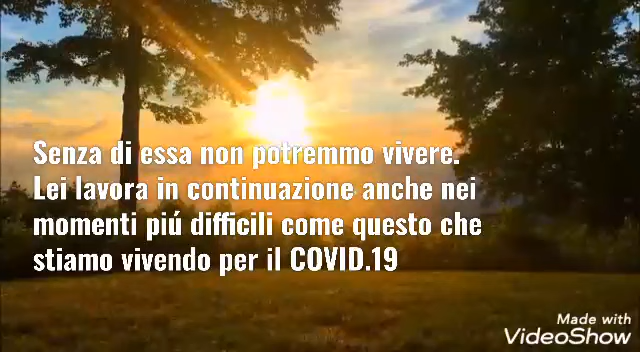 Senza di essa non potremmo vivere.
Lei lavora in continuazione anche nei
momenti piú difficili come questo che
stiamo vivendo per il COVID.19
Made with
VideoShow